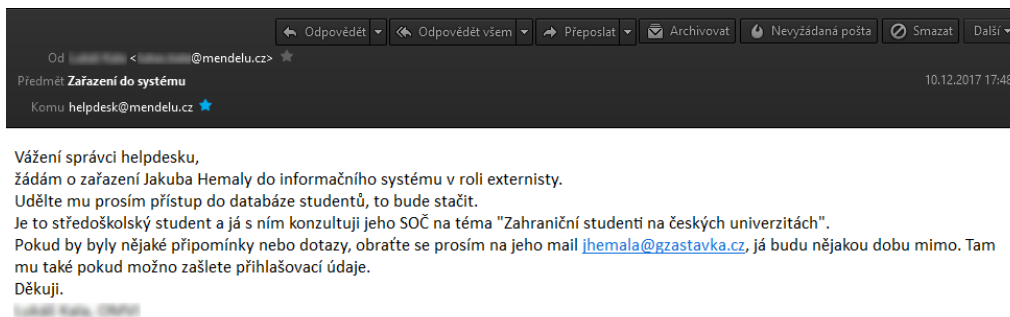 Odpovědět Odpovědět všem Přeposlat Archivovat Nevyžádaná pošta Smazat Další
Od < @mendelu.cz>
Předmět Zařazení do systému 10.12.2017 17:48
Komu helpdesk@mendelu.cz
Vážení správci helpdesku,
žádám o zařazení Jakuba Hemaly do informačního systému v roli externisty.
Udělte mu prosím přístup do databáze studentů, to bude stačit.
Je to středoškolský student a já s ním konzultuji jeho SOČ na téma "Zahraniční studenti na českých univerzitách".
Pokud by byly nějaké připomínky nebo dotazy, obraťte se prosím na jeho mail jhemala@gzastavka.cz, já budu nějakou dobu mimo. Tam
mu také pokud možno zašlete přihlašovací údaje.
Děkuji.